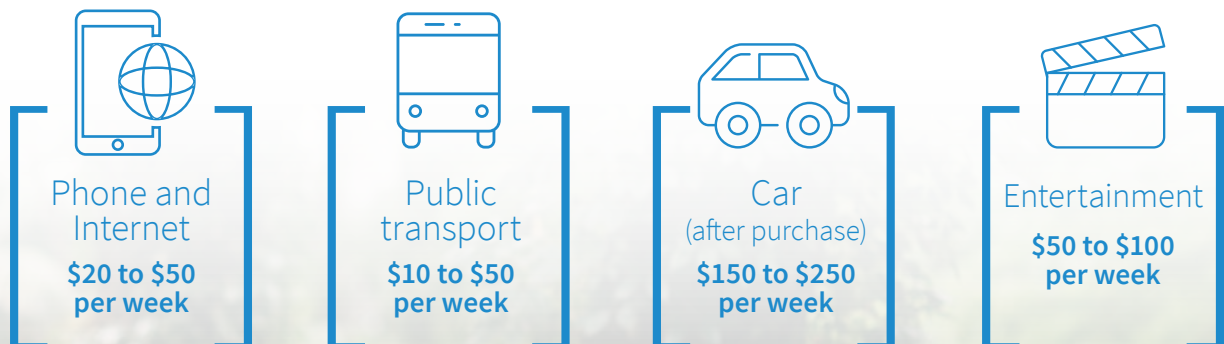 Phone and
Internet
$20 to $50
per week
Public
transport
$10 to $50
per week
Car
(after purchase)
$150 to $250
per week
Entertainment
$50 to $100
per week